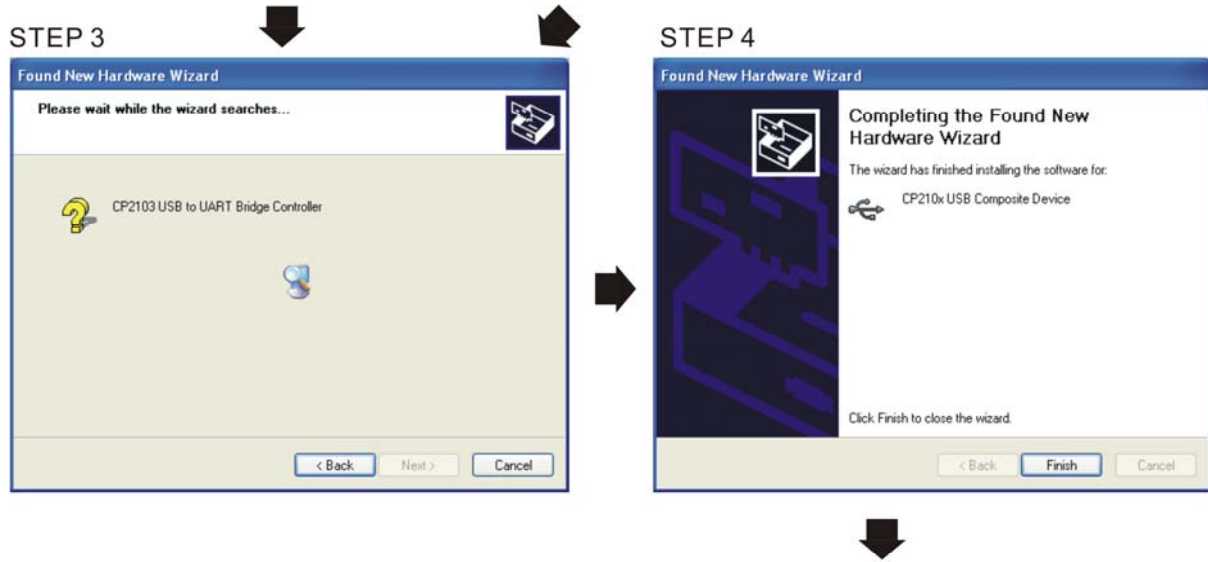 STEP 3
Found New Hardware Wizard
Please wait while the wizard searches...
CP2103 USB to UART Bridge Controller
< Back
Next >
Cancel
STEP 4
Found New Hardware Wizard
Completing the Found New
Hardware Wizard
The wizard has finished installing the software for:
CP210x USB Composite Device
Click Finish to close the wizard.
< Back
Finish
Cancel